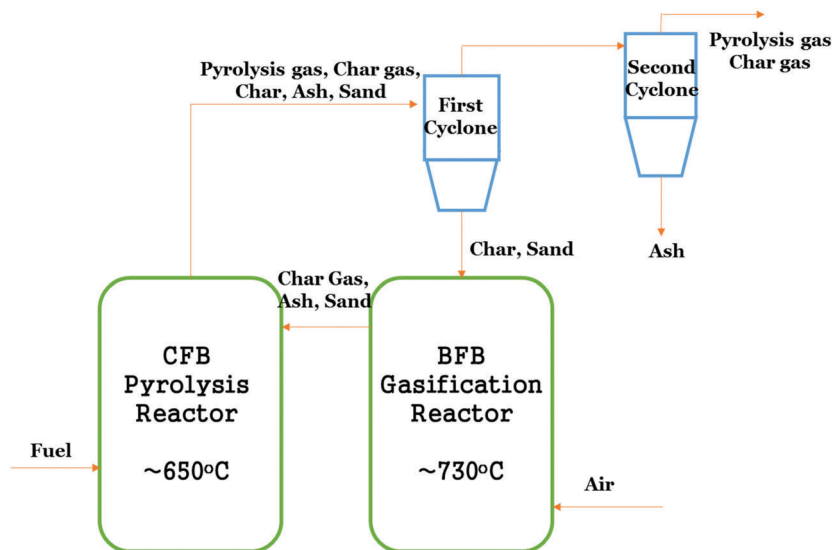 Pyrolysis gas, Char gas,
Char, Ash, Sand
First
Cyclone
Second
Cyclone
Pyrolysis gas
Char gas
Char, Sand
Ash
Char Gas,
Ash, Sand
CFB
Pyrolysis
Reactor
~650ºC
BFB
Gasification
Reactor
~730ºC
Fuel
Air